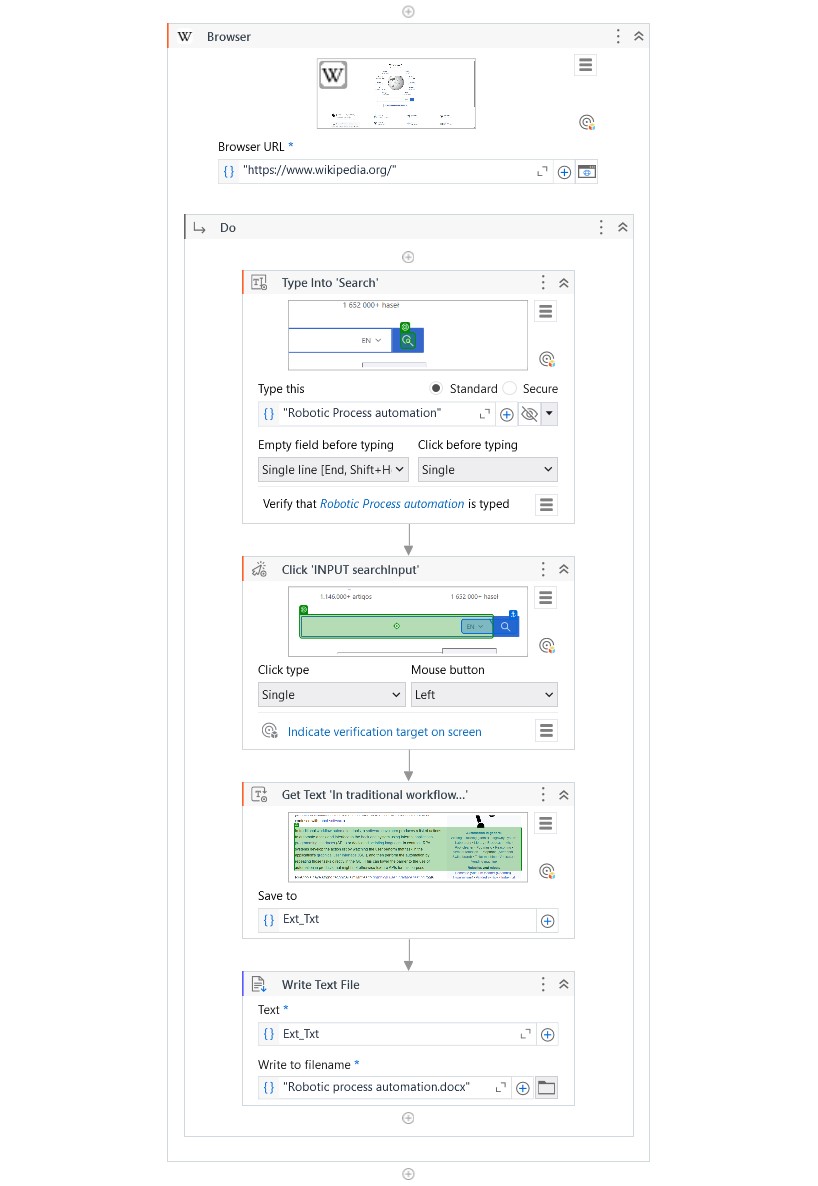 W Browser
W
Browser URL *
{} "https://www.wikipedia.org/"
Do
Type Into 'Search'
1 652 000+ haseł
EN
Type this
Standard Secure
{} "Robotic Process automation"
Empty field before typing Click before typing
Single line [End, Shift+H Single
Verify that Robotic Process automation is typed
Click 'INPUT searchInput'
1.146.000+ artigos 1 652 000+ haseł
EN
Click type Mouse button
Single Left
Indicate verification target on screen
Get Text 'In traditional workflow...'
Save to
{} Ext_Txt
Write Text File
Text *
{} Ext_Txt
Write to filename *
{} "Robotic process automation.docx"